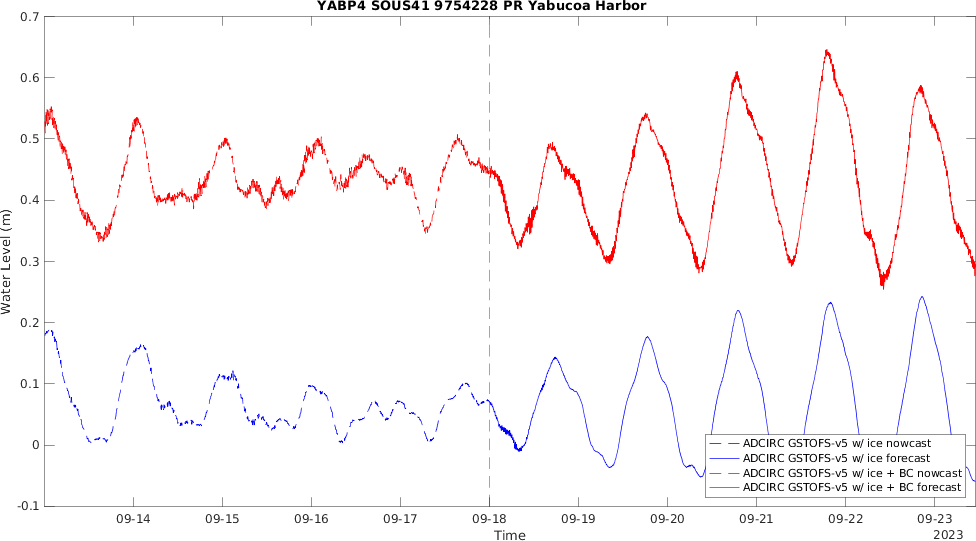 YABP4 SOUS41 9754228 PR Yabucoa Harbor
0.7
0.6
0.5
0.4
0.3
0.2
0.1
0
-0.1
Water Level (m)
ADCIRC GSTOFS-v5 w/ ice nowcast
ADCIRC GSTOFS-v5 w/ ice forecast
ADCIRC GSTOFS-v5 w/ ice + BC nowcast
ADCIRC GSTOFS-v5 w/ ice + BC forecast
09-14 09-15 09-16 09-17 09-18 09-19 09-20 09-21 09-22 09-23
2023
Time